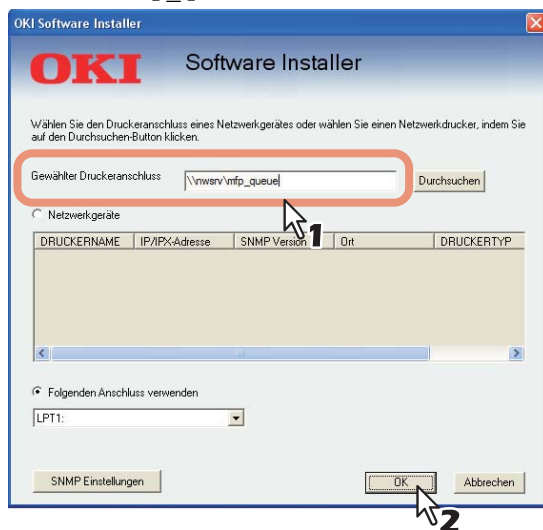 OKI Software Installer
OKI Software Installer
Wählen Sie den Druckeranschluss eines Netzwerkgerätes oder wählen Sie einen Netzwerkdrucker, indem Sie
auf den Durchsuchen-Button klicken.
Gewählter Druckeranschluss \\nwsrv\mfp_queue Durchsuchen
1
Netzwerkgeräte
DRUCKERNAME IP/IPX-Adresse SNMP Version Ort DRUCKERTYP
Folgenden Anschluss verwenden
LPT1:
SNMP Einstellungen OK Abbrechen
2